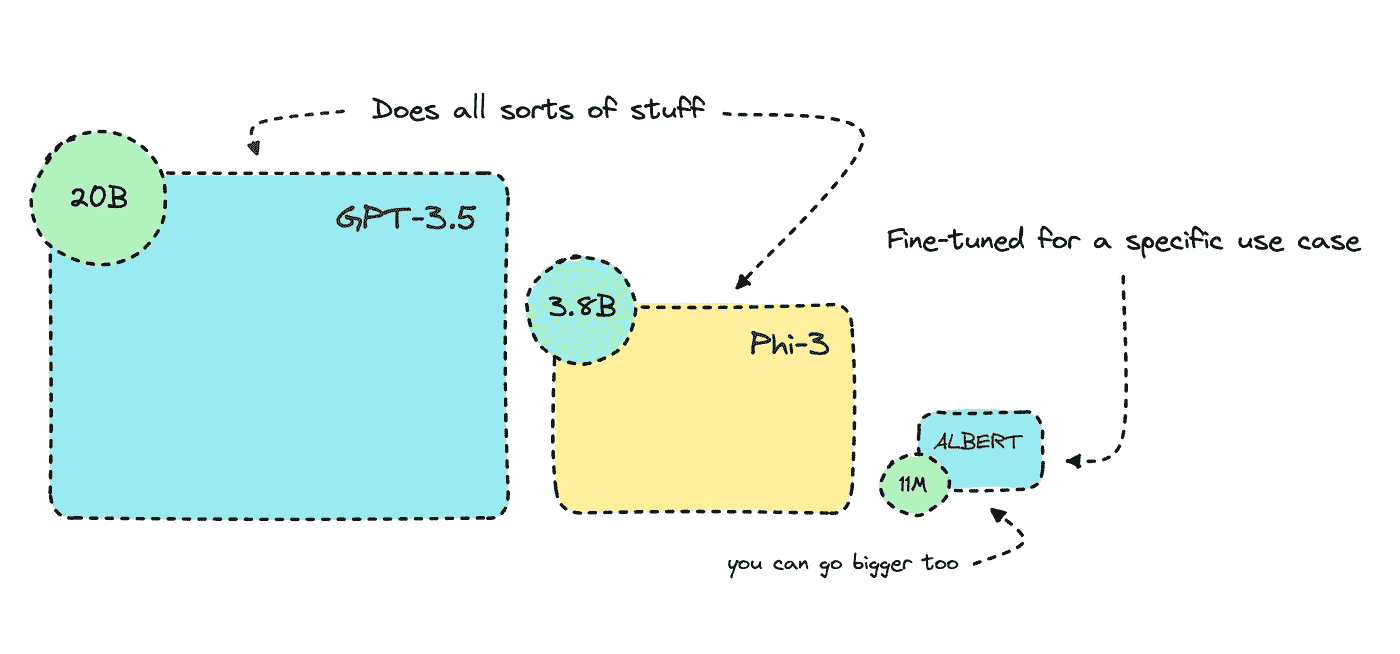 Does all sorts of stuff
20B
GPT-3.5
Fine-tuned for a specific use case
3.8B
Phi-3
ALBERT
11M
you can go bigger too